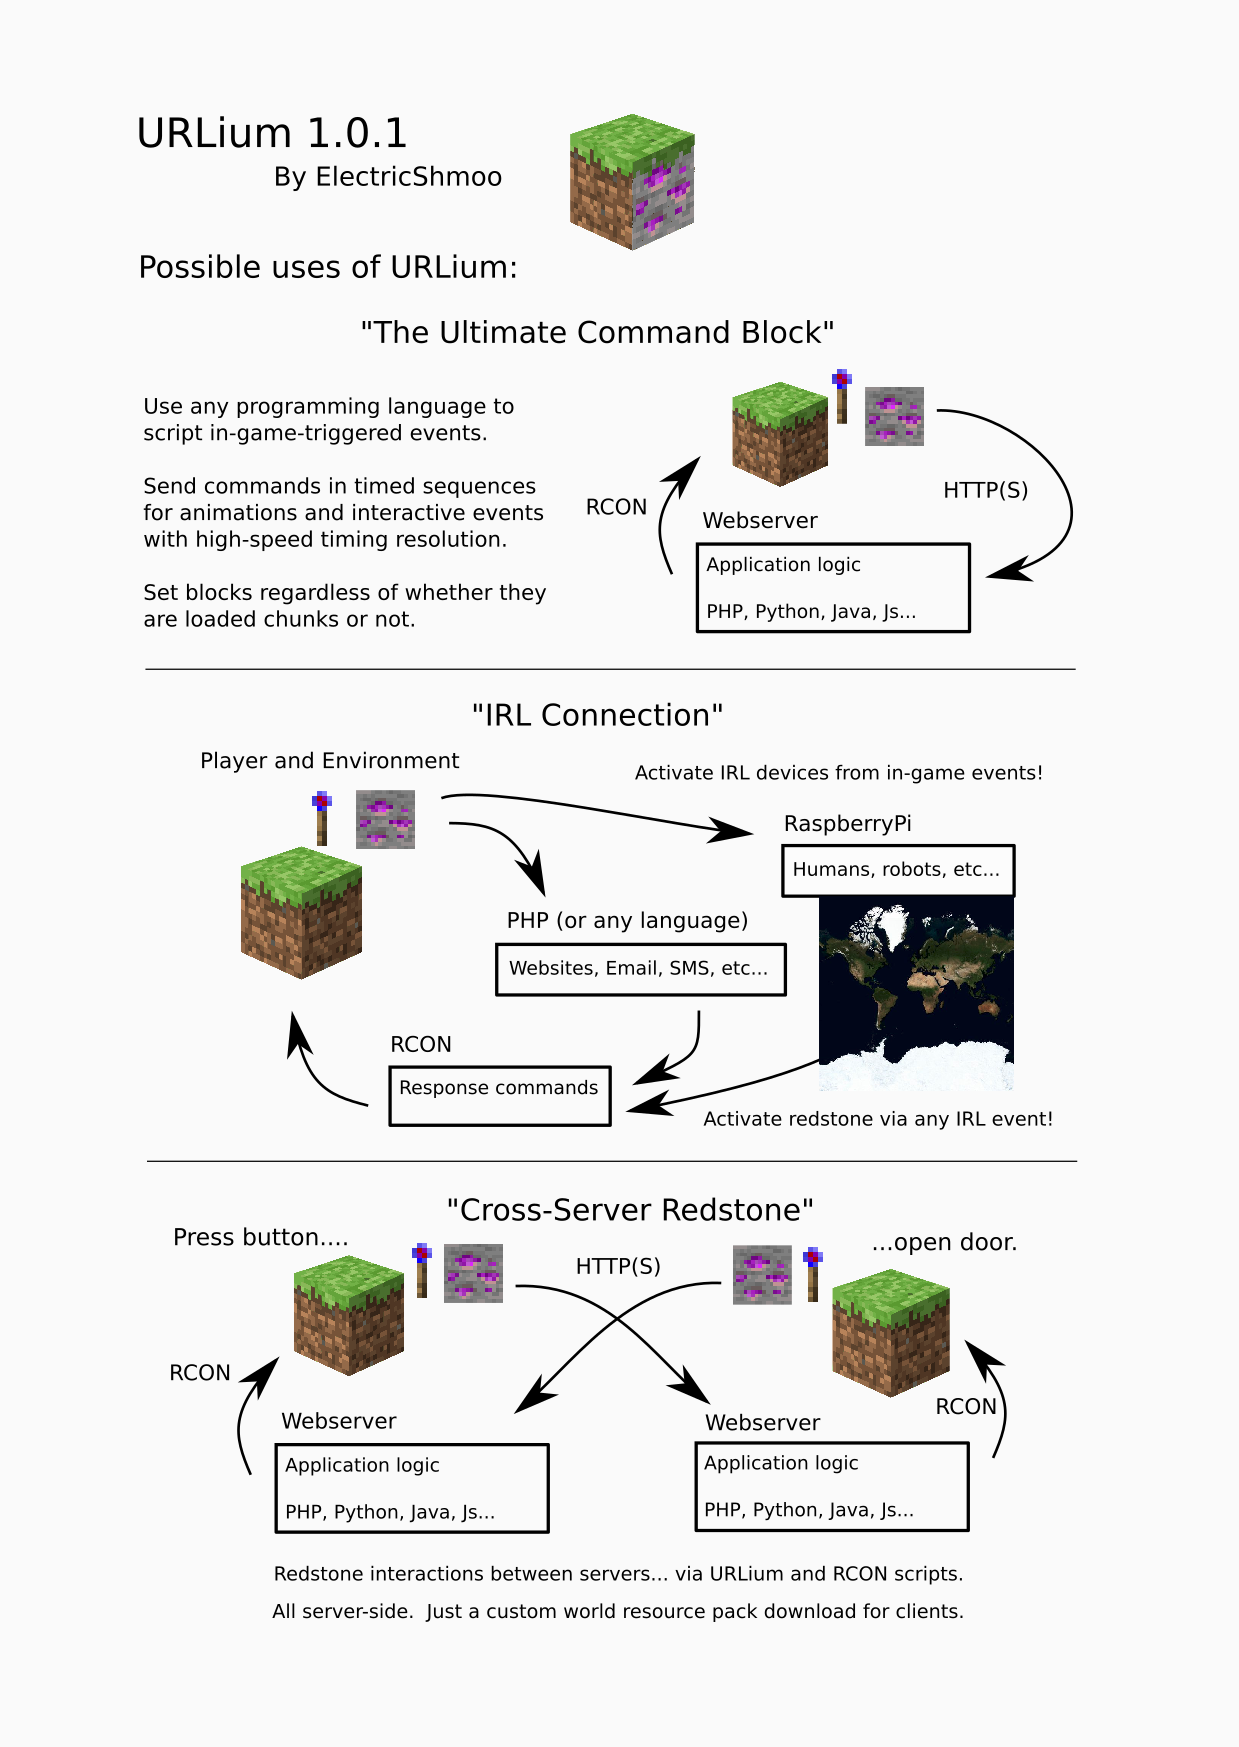 URLium 1.0.1
By ElectricShmoo
Possible uses of URLium:
"The Ultimate Command Block"
Use any programming language to
script in-game-triggered events.
Send commands in timed sequences
for animations and interactive events
with high-speed timing resolution.
Set blocks regardless of whether they
are loaded chunks or not.
RCON
HTTP(S)
Webserver
Application logic
PHP, Python, Java, Js...
"IRL Connection"
Player and Environment
Activate IRL devices from in-game events!
RaspberryPi
Humans, robots, etc...
PHP (or any language)
Websites, Email, SMS, etc...
RCON
Response commands
Activate redstone via any IRL event!
"Cross-Server Redstone"
Press button....
...open door.
HTTP(S)
RCON
RCON
Webserver
Application logic
PHP, Python, Java, Js...
Webserver
Application logic
PHP, Python, Java, Js...
Redstone interactions between servers... via URLium and RCON scripts.
All server-side.  Just a custom world resource pack download for clients.